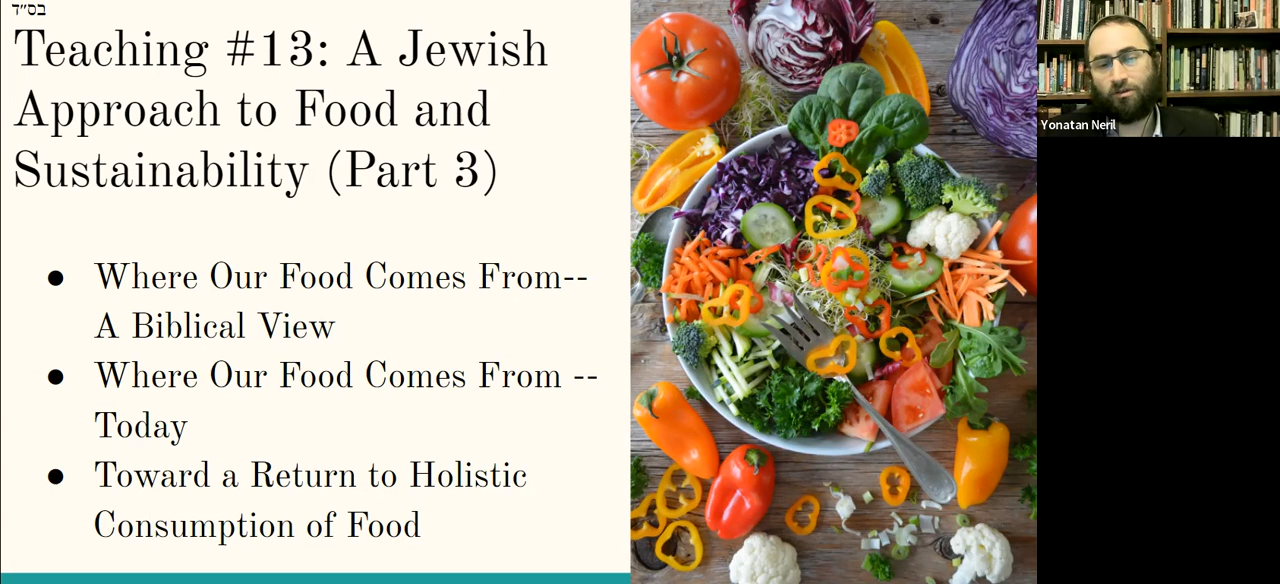 בס״ד
Teaching #13: A Jewish
Approach to Food and
Sustainability (Part 3)
● Where Our Food Comes From--
A Biblical View
● Where Our Food Comes From --
Today
● Toward a Return to Holistic
Consumption of Food
Yonatan Neril